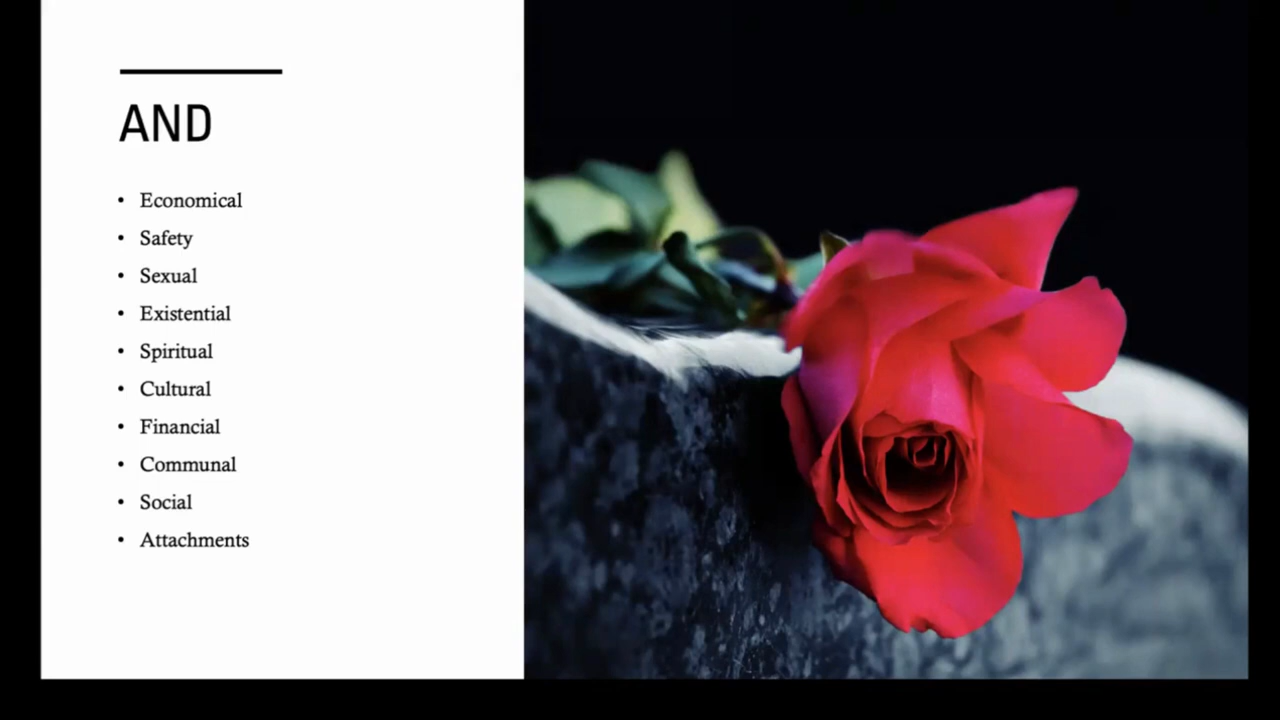 AND
• Economical
• Safety
• Sexual
• Existential
• Spiritual
• Cultural
• Financial
• Communal
• Social
• Attachments